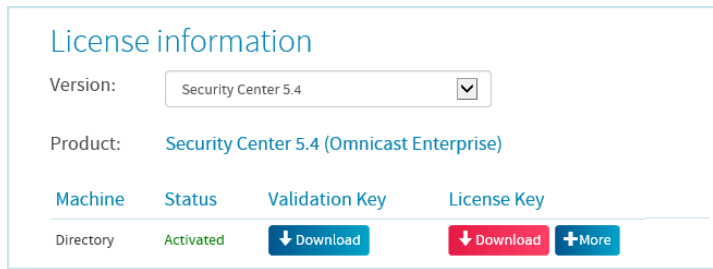 License information
Version: Security Center 5.4
Product: Security Center 5.4 (Omnicast Enterprise)
Machine Status Validation Key License Key
Directory Activated Download Download +More